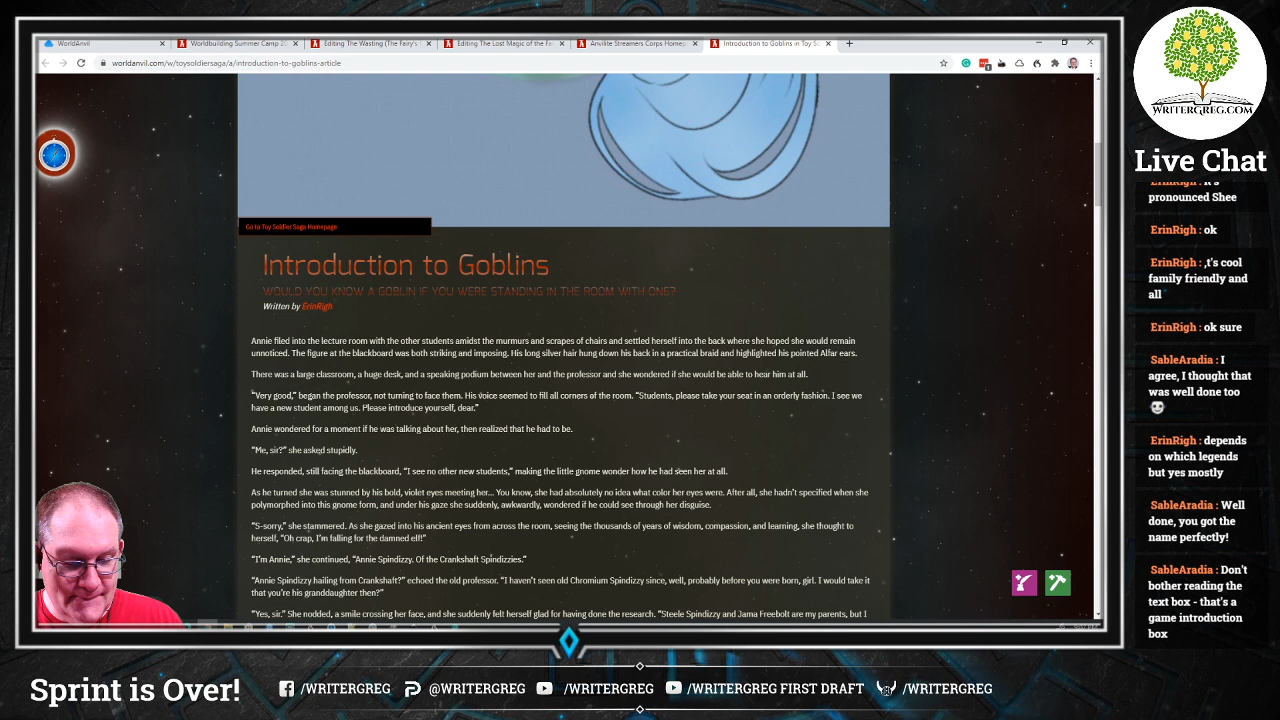 WorldAnvil
Worldbuilding Summer Camp 20
Editing The Wasting (The Fairy's
Editing The Lost Magic of the Fae
Anvilite Streamers Corps Homep
Introduction to Goblins in Toy So
worldanvil.com/w/toysoldiersaga/a/introduction-to-goblins-article
Go to Toy Soldier Saga Homepage
Introduction to Goblins
WOULD YOU KNOW A GOBLIN IF YOU WERE STANDING IN THE ROOM WITH ONE?
Written by ErinRigh
Annie filed into the lecture room with the other students amidst the murmurs and scrapes of chairs and settled herself into the back where she hoped she would remain
unnoticed. The figure at the blackboard was both striking and imposing. His long silver hair hung down his back in a practical braid and highlighted his pointed Alfar ears.
There was a large classroom, a huge desk, and a speaking podium between her and the professor and she wondered if she would be able to hear him at all.
“Very good,” began the professor, not turning to face them. His voice seemed to fill all corners of the room. “Students, please take your seat in an orderly fashion. I see we
have a new student among us. Please introduce yourself, dear.”
Annie wondered for a moment if he was talking about her, then realized that he had to be.
“Me, sir?” she asked stupidly.
He responded, still facing the blackboard, “I see no other new students,” making the little gnome wonder how he had seen her at all.
As he turned she was stunned by his bold, violet eyes meeting her... You know, she had absolutely no idea what color her eyes were. After all, she hadn’t specified when she
polymorphed into this gnome form, and under his gaze she suddenly, awkwardly, wondered if he could see through her disguise.
“S-sorry,” she stammered. As she gazed into his ancient eyes from across the room, seeing the thousands of years of wisdom, compassion, and learning, she thought to
herself, “Oh crap, I’m falling for the damned elf!”
“I’m Annie,” she continued, “Annie Spindizzy. Of the Crankshaft Spindizzies.”
“Annie Spindizzy hailing from Crankshaft?” echoed the old professor. “I haven’t seen old Chromium Spindizzy since, well, probably before you were born, girl. I would take it
that you’re his granddaughter then?”
“Yes, sir.” She nodded, a smile crossing her face, and she suddenly felt herself glad for having done the research. “Steele Spindizzy and Jama Freebolt are my parents, but I
WRITERGREG.COM
Live Chat
ErinRigh : it's
pronounced Shee
ErinRigh : ok
ErinRigh : ,t's cool
family friendly and
all
ErinRigh : ok sure
SableAradia : I
agree, I thought that
was well done too
ErinRigh : depends
on which legends
but yes mostly
SableAradia : Well
done, you got the
name perfectly!
SableAradia : Don't
bother reading the
text box - that's a
game introduction
box
Sprint is Over!
/WRITERGREG
@WRITERGREG
/WRITERGREG
/WRITERGREG FIRST DRAFT
/WRITERGREG